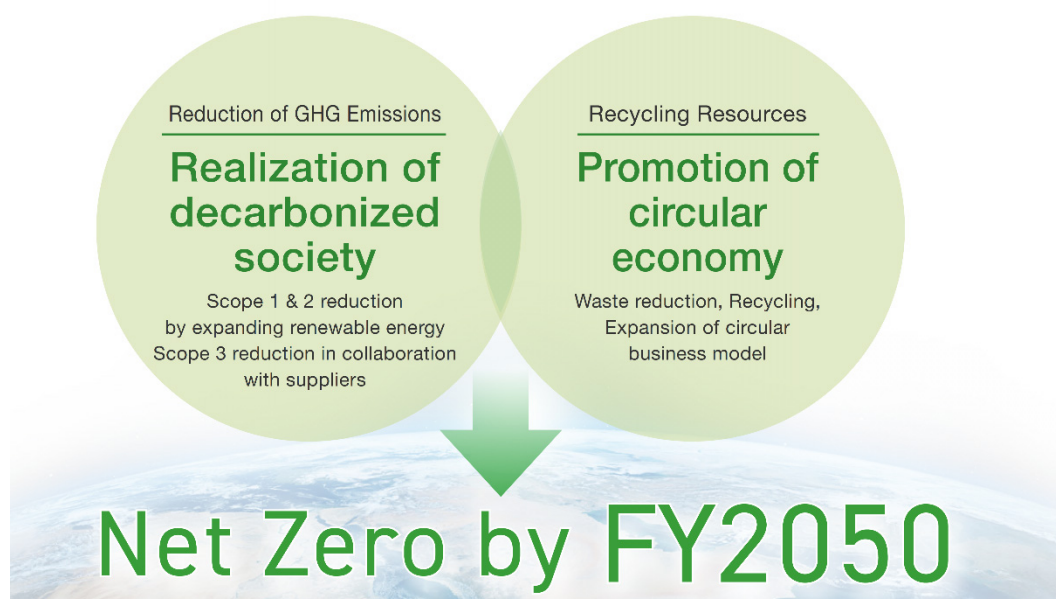 Reduction of GHG Emissions
Realization of
decarbonized
society
Scope 1 & 2 reduction
by expanding renewable energy
Scope 3 reduction in collaboration
with suppliers
Recycling Resources
Promotion of
circular
economy
Waste reduction, Recycling,
Expansion of circular
business model
Net Zero by FY2050